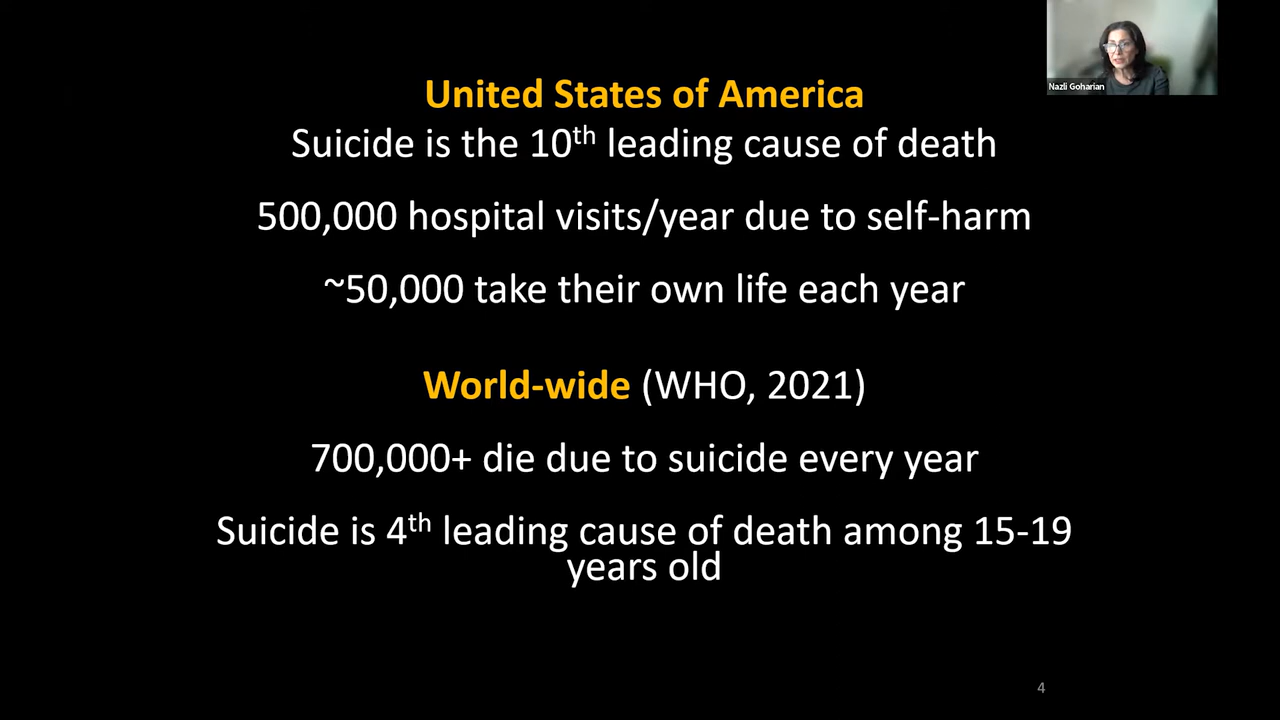 Nazli Goharian
United States of America
Suicide is the 10th leading cause of death
500,000 hospital visits/year due to self-harm
~50,000 take their own life each year
World-wide (WHO, 2021)
700,000+ die due to suicide every year
Suicide is 4th leading cause of death among 15-19
years old
4